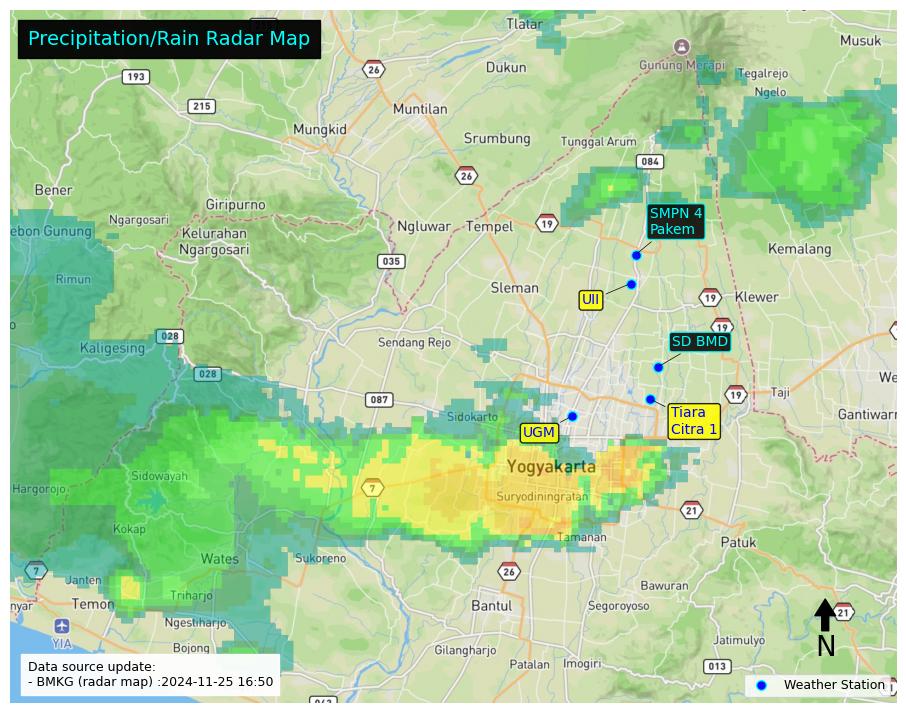 Precipitation/Rain Radar Map
Tlatar
Musuk
26
Dukun
Gunung Merapi
193
Tegalrejo
Ngelo
215
Muntilan
Mungkid
Srumbung
Tunggal Arum
084
26
Bener
Giripurno
Ngargosari
SMPN 4
Pakem
Ngluwar
Tempel
19
ebon Gunung
Kelurahan
Ngargosari
Kemalang
035
Rimun
Sleman
UII
19
Klewer
028
19
Sendang Rejo
SD BMD
Kaligesing
028
We
087
19
Taji
Sidokarto
Tiara
Citra 1
Gantiwarn
UGM
Yogyakarta
Sidowayah
Hargorojo
7
Suryodiningratan
21
Kokap
Tamanan
Patuk
Wates
Sukoreno
7
Janten
26
Bawuran
Triharjo
nyar
Temon
Bantul
Segoroyoso
21
Ngestiharjo
YIA
N
Jatimulyo
Bojong
Gilangharjo
Patalan
Imogiri
013
Data source update:
- BMKG (radar map) :2024-11-25 16:50
Weather Station